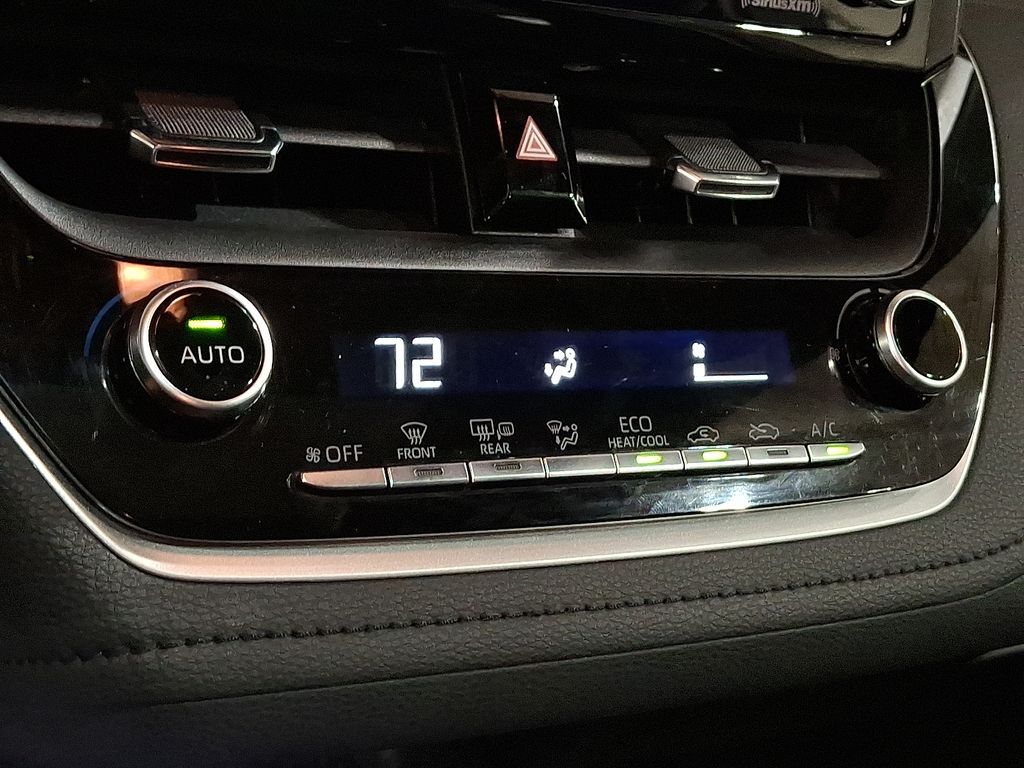 siriusxm
AUTO
72
OFF
FRONT
REAR
ECO
HEAT/COOL
A/C